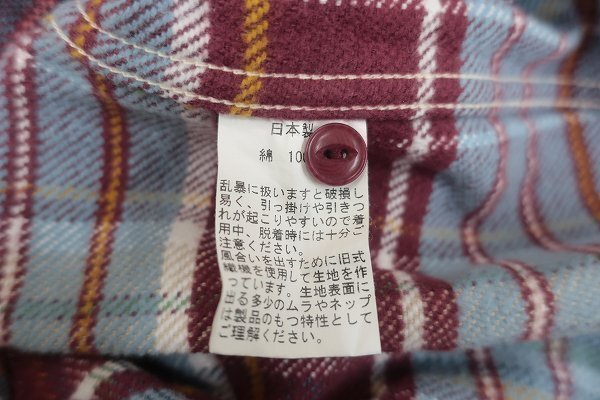 日本製
綿 100
乱暴に扱いますと破損し
易く、引っ掛けや引きつ
れが起こりやすいので着
用中、脱着時には十分ご
注意ください。
風合いを出すために旧式
織機を使用して生地を作
っています。生地表面に
出る多少のムラやネップ
は製品のもつ特性として
ご理解ください。